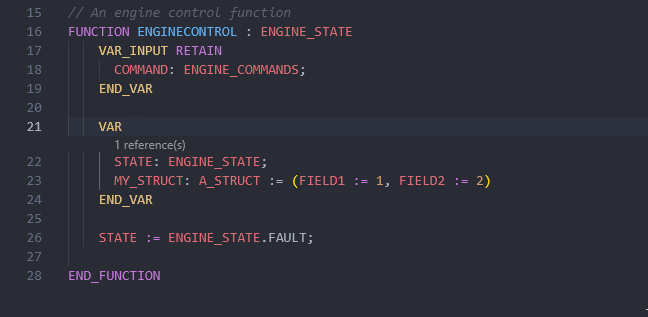 15 // An engine control function
16 FUNCTION ENGINECONTROL : ENGINE_STATE
17 VAR_INPUT RETAIN
18 COMMAND: ENGINE_COMMANDS;
19 END_VAR
20
21 VAR
1 reference(s)
22 STATE: ENGINE_STATE;
23 MY_STRUCT: A_STRUCT := (FIELD1 := 1, FIELD2 := 2)
24 END_VAR
25
26 STATE := ENGINE_STATE.FAULT;
27
28 END_FUNCTION